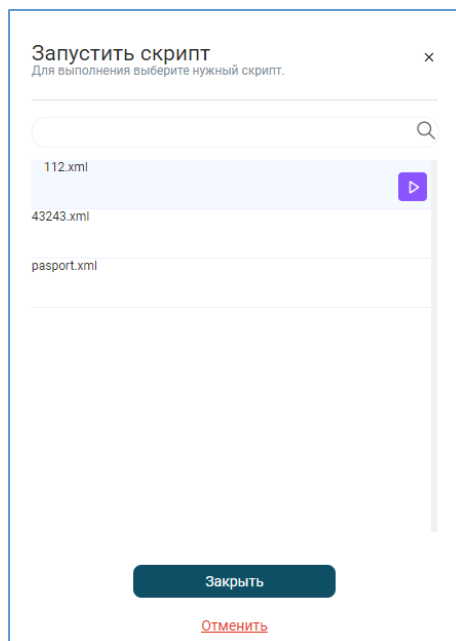 Запустить скрипт
Для выполнения выберите нужный скрипт.
112.xml
43243.xml
pasport.xml
Закрыть
Отменить